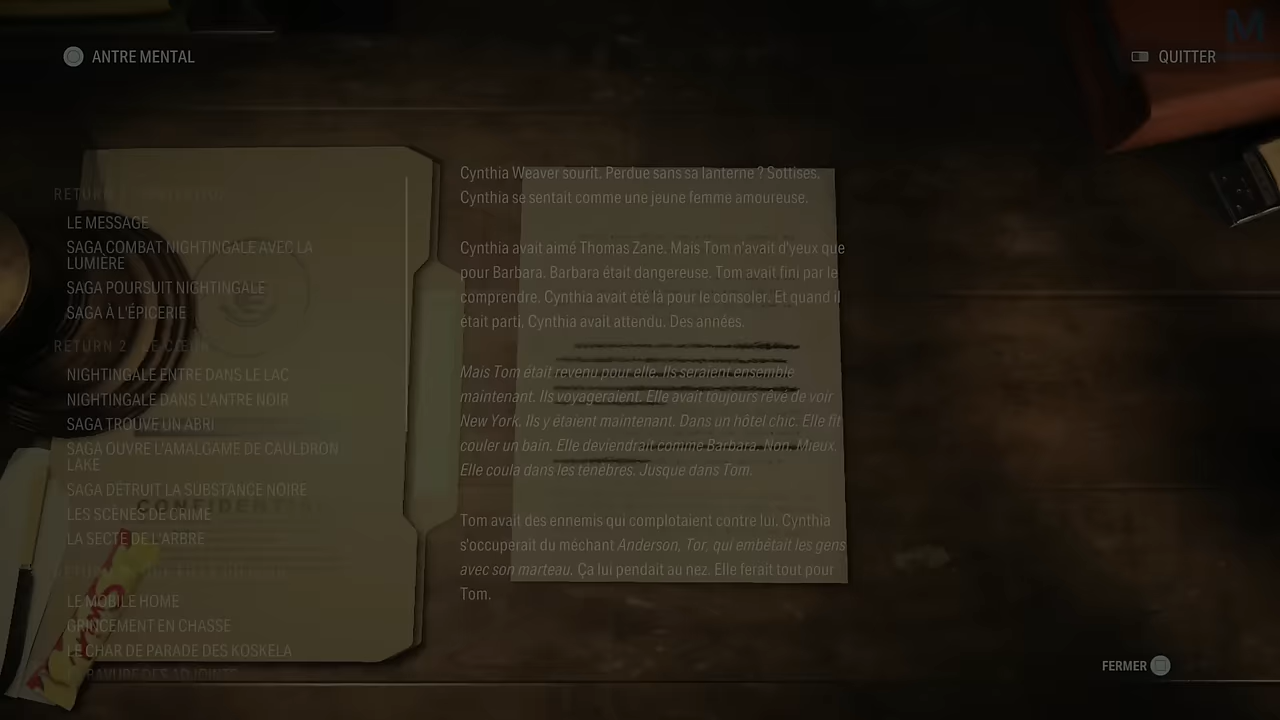 M
ANTRE MENTAL
QUITTER
LE MESSAGE
SAGA COMBAT NIGHTINGALE AVEC LA
LUMIÈRE
SAGA POURSUIT NIGHTINGALE
SAGA À L'ÉPICERIE
RETURN 2 : LE CŒUR
NIGHTINGALE ENTRE DANS LE LAC
NIGHTINGALE DANS L'ANTRE NOIR
SAGA TROUVE UN ABRI
SAGA OUVRE L'AMALGAME DE CAULDRON
LAKE
SAGA DÉTRUIT LA SUBSTANCE NOIRE
LES SCÈNES DE CRIME
LA SECTE DE L'ARBRE
LE MOBILE HOME
GRINCEMENT EN CHASSE
LE CHAR DE PARADE DES KOSKELA
Cynthia Weaver sourit. Perdue sans sa lanterne ? Sottises.
Cynthia se sentait comme une jeune femme amoureuse.
Cynthia avait aimé Thomas Zane. Mais Tom n'avait d'yeux que
pour Barbara. Barbara était dangereuse. Tom avait fini par le
comprendre. Cynthia avait été là pour le consoler. Et quand il
était parti, Cynthia avait attendu. Des années.
Mais Tom était revenu pour elle. Ils seraient ensemble
maintenant. Ils voyageraient. Elle avait toujours rêvé de voir
New York. Ils y étaient maintenant. Dans un hôtel chic. Elle fit
couler un bain. Elle deviendrait comme Barbara. Non. Mieux.
Elle coula dans les ténèbres. Jusque dans Tom.
Tom avait des ennemis qui complotaient contre lui. Cynthia
s'occuperait du méchant Anderson, Tor, qui embêtait les gens
avec son marteau. Ça lui pendait au nez. Elle ferait tout pour
Tom.
FERMER